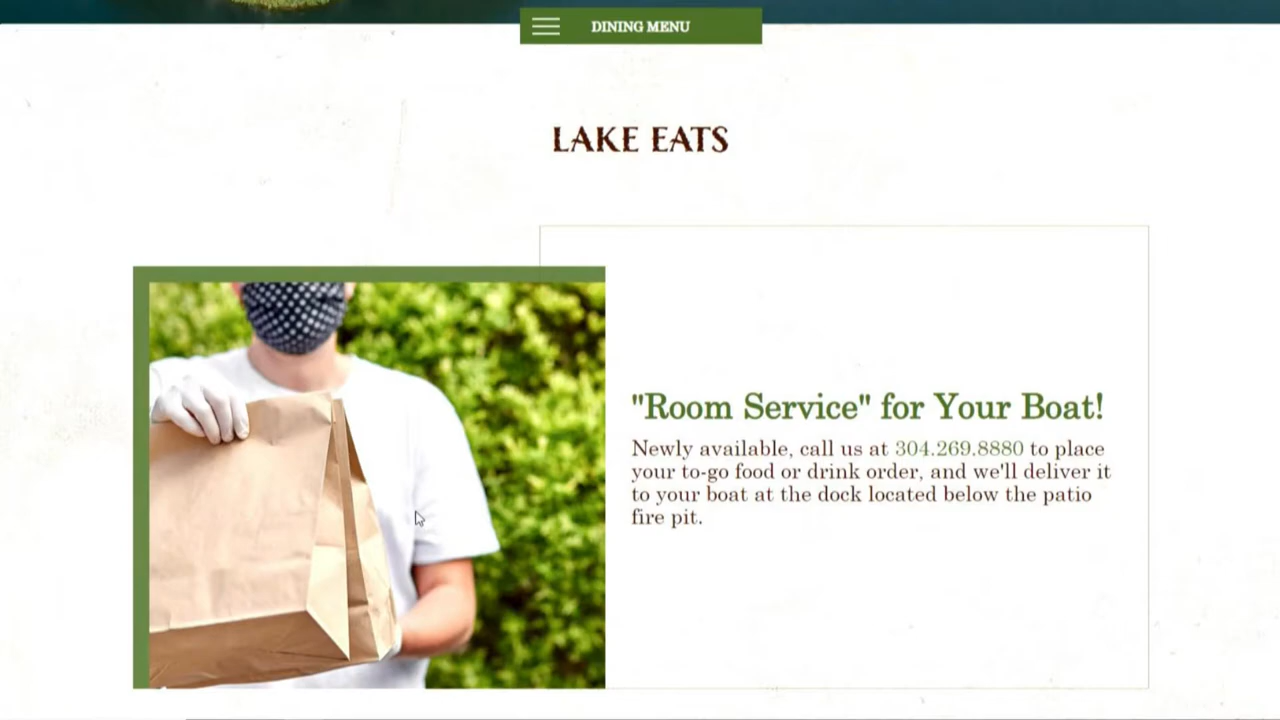 DINING MENU
LAKE EATS
"Room Service" for Your Boat!
Newly available, call us at 304.269.8880 to place
your to-go food or drink order, and we'll deliver it
to your boat at the dock located below the patio
fire pit.